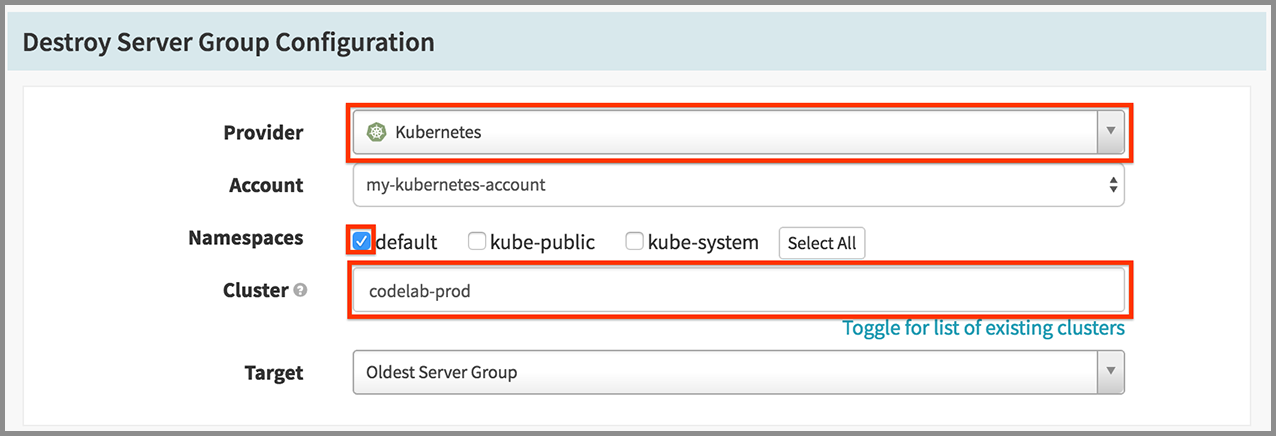 Destroy Server Group Configuration
Provider Kubernetes
Account my-kubernetes-account
Namespaces default kube-public kube-system Select All
Cluster ? codelab-prod
Toggle for list of existing clusters
Target Oldest Server Group